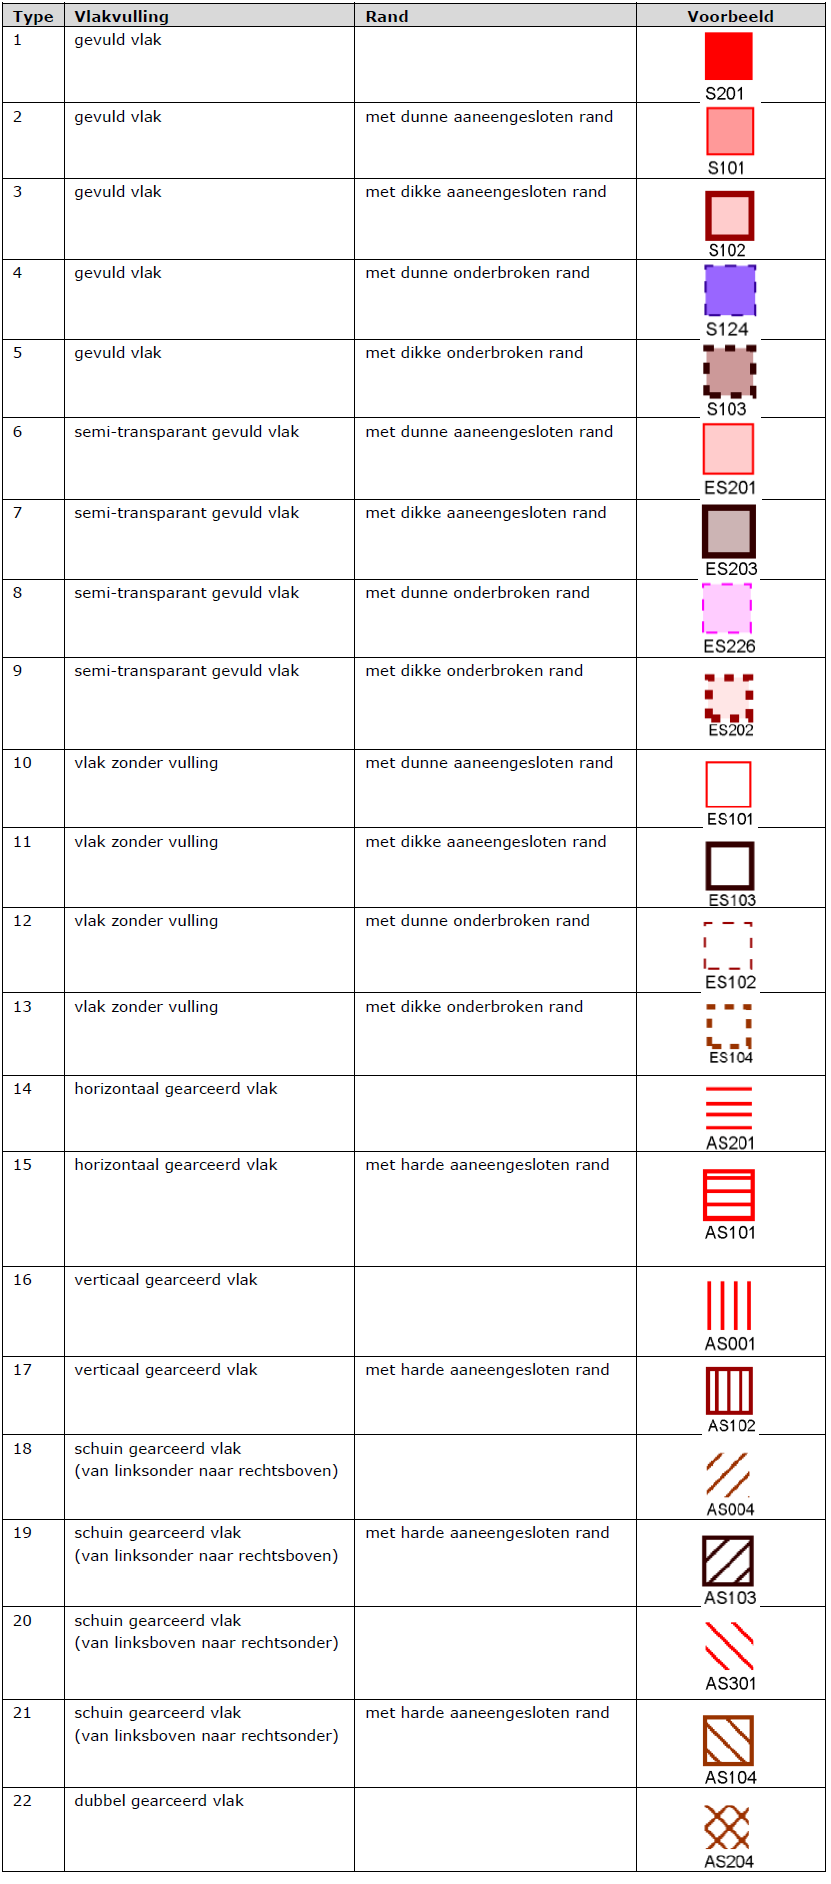 Type Vlakvulling Rand Voorbeeld
1 gevuld vlak
S201
2 gevuld vlak met dunne aaneengesloten rand
S101
3 gevuld vlak met dikke aaneengesloten rand
S102
4 gevuld vlak met dunne onderbroken rand
S124
5 gevuld vlak met dikke onderbroken rand
S103
6 semi-transparant gevuld vlak met dunne aaneengesloten rand
ES201
7 semi-transparant gevuld vlak met dikke aaneengesloten rand
ES203
8 semi-transparant gevuld vlak met dunne onderbroken rand
ES226
9 semi-transparant gevuld vlak met dikke onderbroken rand
ES202
10 vlak zonder vulling met dunne aaneengesloten rand
ES101
11 vlak zonder vulling met dikke aaneengesloten rand
ES103
12 vlak zonder vulling met dunne onderbroken rand
ES102
13 vlak zonder vulling met dikke onderbroken rand
ES104
14 horizontaal gearceerd vlak
AS201
15 horizontaal gearceerd vlak met harde aaneengesloten rand
AS101
16 verticaal gearceerd vlak
AS001
17 verticaal gearceerd vlak met harde aaneengesloten rand
AS102
18 schuin gearceerd vlak
(van linksonder naar rechtsboven)
AS004
19 schuin gearceerd vlak met harde aaneengesloten rand
(van linksonder naar rechtsboven)
AS103
20 schuin gearceerd vlak
(van linksboven naar rechtsonder)
AS301
21 schuin gearceerd vlak met harde aaneengesloten rand
(van linksboven naar rechtsonder)
AS104
22 dubbel gearceerd vlak
AS204